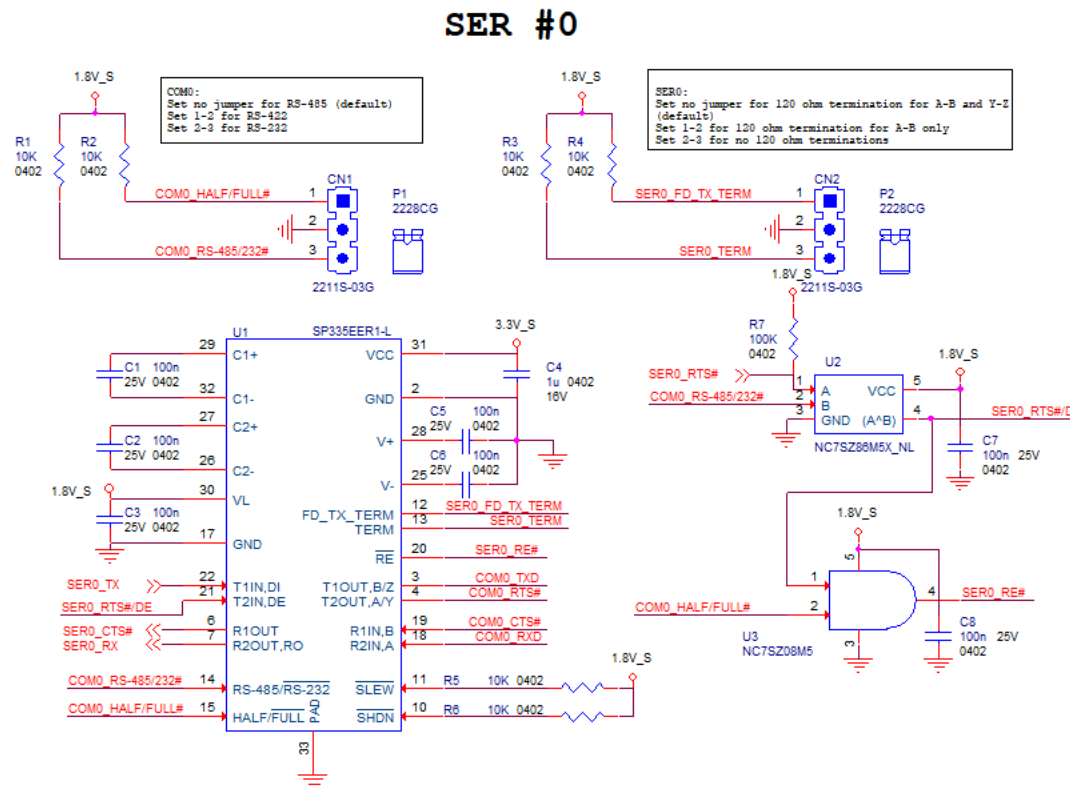 SER #0
1.8V_S
COM0:
Set no jumper for RS-485 (default)
Set 1-2 for RS-422
Set 2-3 for RS-232
R1
10K
0402
R2
10K
0402
COM0_HALF/FULL#
COM0_RS-485/232#
1
2
3
CN1
2211S-03G
P1
2228CG
1.8V_S
SER0:
Set no jumper for 120 ohm termination for A-B and Y-Z
(default)
Set 1-2 for 120 ohm termination for A-B only
Set 2-3 for no 120 ohm terminations
R3
10K
0402
R4
10K
0402
SER0_FD_TX_TERM
SER0_TERM
1
2
3
CN2
2211S-03G
P2
2228CG
U1
SP335EER1-L
C1 100n
25V 0402
C2 100n
25V 0402
1.8V_S
C3 100n
25V 0402
29
32
27
26
30
17
C1+
C1-
C2+
C2-
VL
GND
SER0_TX
SER0_RTS#/DE
SER0_CTS#
SER0_RX
22
21
6
7
T1IN,DI
T2IN,DE
R1OUT
R2OUT,RO
COM0_RS-485/232#
COM0_HALF/FULL#
14
15
RS-485/RS-232
HALF/FULL
PAD
33
VCC
GND
V+
V-
FD_TX_TERM
TERM
RE
T1OUT,B/Z
T2OUT,A/Y
R1IN,B
R2IN,A
SLEW
SHDN
31
2
28
25
12
13
20
3
4
19
18
11
10
3.3V_S
C4
1u 0402
16V
C5 100n
25V 0402
C6 100n
25V 0402
SER0_FD_TX_TERM
SER0_TERM
SER0_RE#
COM0_TXD
COM0_RTS#
COM0_CTS#
COM0_RXD
R5 10K 0402
R6 10K 0402
1.8V_S
1.8V_S
R7
100K
0402
SER0_RTS#
COM0_RS-485/232#
U2
1
2
3
A
B
GND
VCC
(A^B)
5
4
NC7SZ86M5X_NL
1.8V_S
SER0_RTS#/D
C7
100n 25V
0402
1.8V_S
5
1
2
3
4
COM0_HALF/FULL#
U3
NC7SZ08M5
SER0_RE#
C8
100n 25V
0402